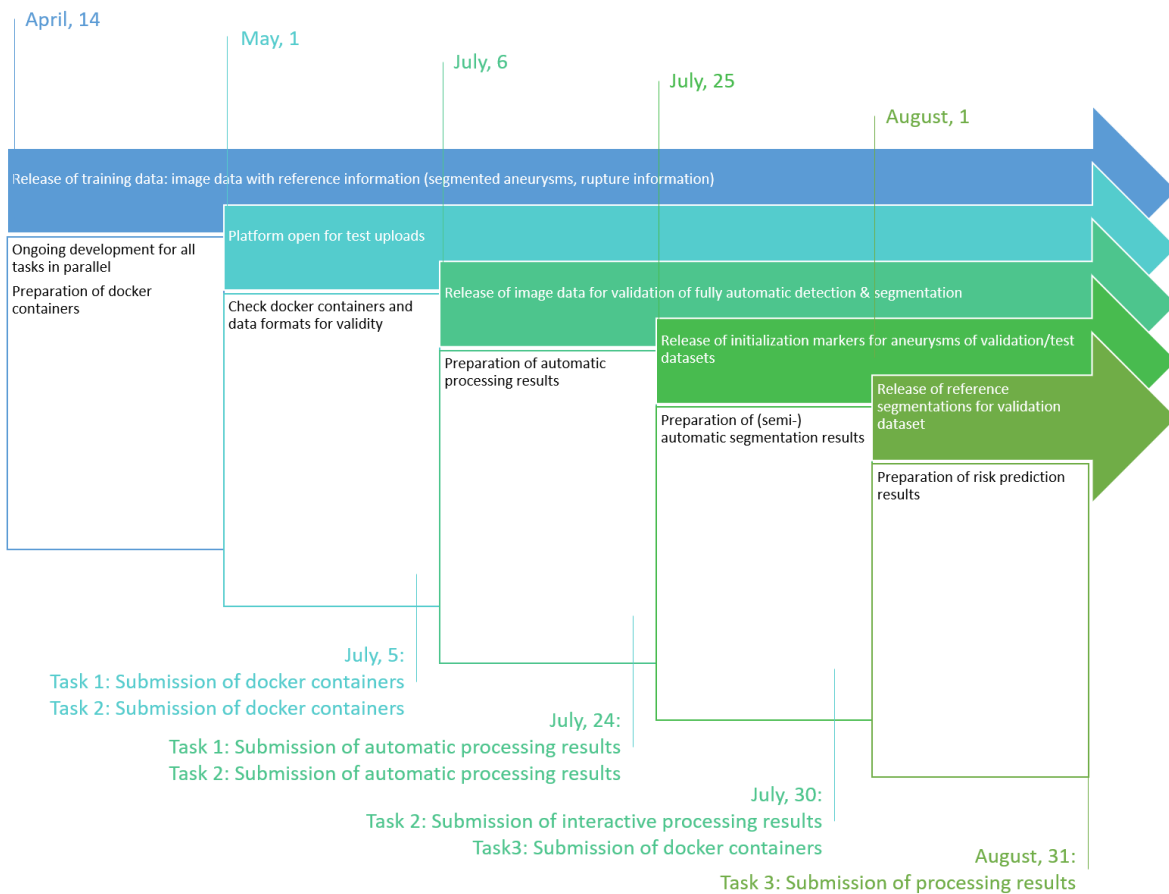 April, 14
May, 1
July, 6
July, 25
August, 1
Release of training data: image data with reference information (segmented aneurysms, rupture information)
Platform open for test uploads
Ongoing development for all
tasks in parallel
Preparation of docker
containers
Release of image data for validation of fully automatic detection & segmentation
Check docker containers and
data formats for validity
Release of initialization markers for aneurysms of validation/test
datasets
Preparation of automatic
processing results
Release of reference
segmentations for validation
dataset
Preparation of (semi-)
automatic segmentation results
Preparation of risk prediction
results
July, 5:
Task 1: Submission of docker containers
Task 2: Submission of docker containers
July, 24:
Task 1: Submission of automatic processing results
Task 2: Submission of automatic processing results
July, 30:
Task 2: Submission of interactive processing results
Task3: Submission of docker containers
August, 31:
Task 3: Submission of processing results